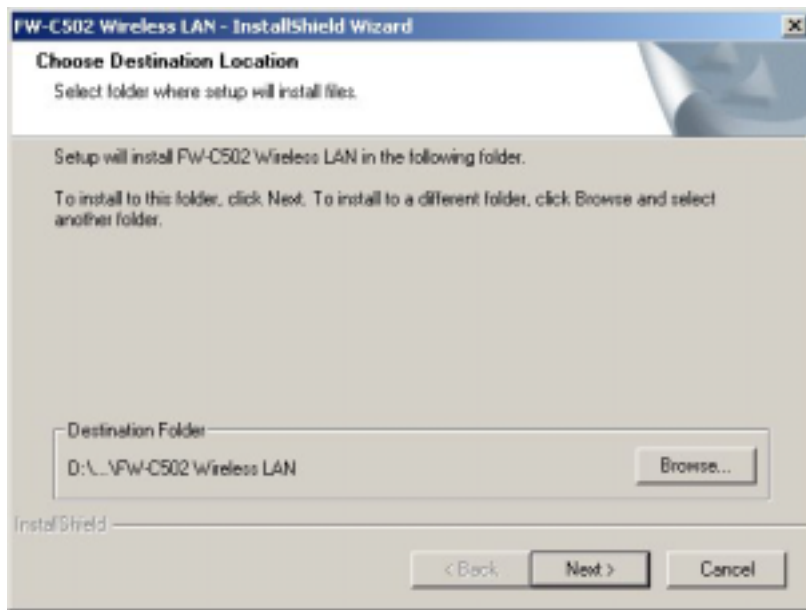 FW-C502 Wireless LAN - InstallShield Wizard
Choose Destination Location
Select folder where setup will install files.
Setup will install FW-C502 Wireless LAN in the following folder.
To install to this folder, click Next. To install to a different folder, click Browse and select
another folder.
Destination Folder
D:\...\FW-C502 Wireless LAN
Browse...
InstallShield
< Back
Next >
Cancel